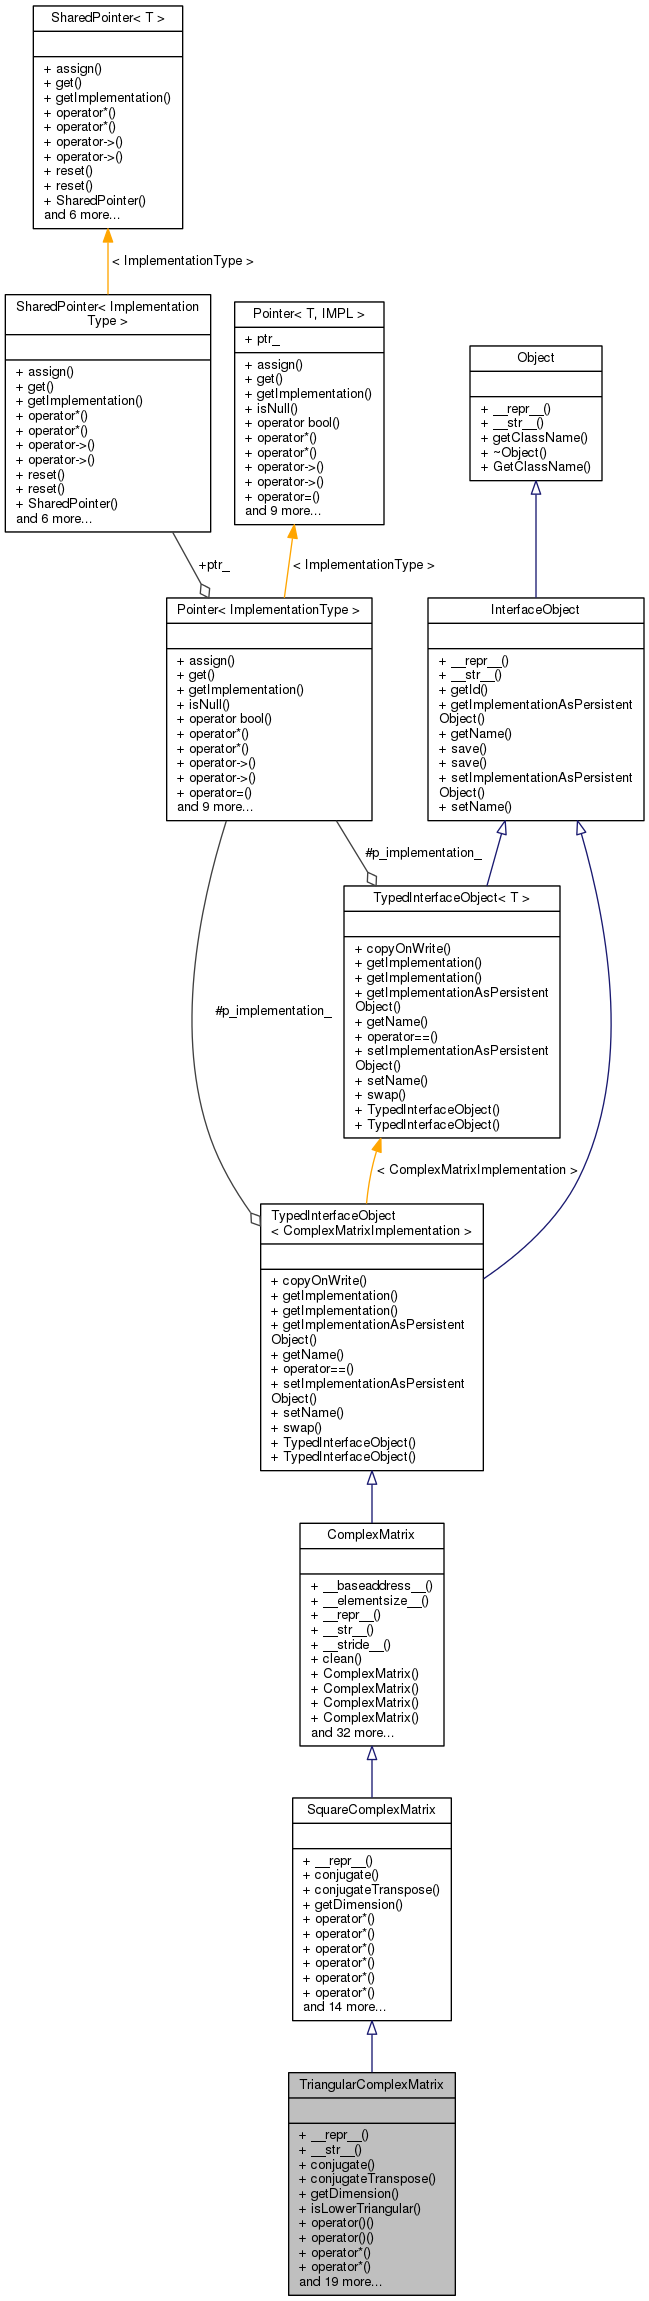 SharedPointer< T >
+ assign()
+ get()
+ getImplementation()
+ operator*()
+ operator*()
+ operator->()
+ operator->()
+ reset()
+ reset()
+ SharedPointer()
and 6 more...
< ImplementationType >
SharedPointer< Implementation
Type >
+ assign()
+ get()
+ getImplementation()
+ operator*()
+ operator*()
+ operator->()
+ operator->()
+ reset()
+ reset()
+ SharedPointer()
and 6 more...
Pointer< T, IMPL >
+ ptr_
+ assign()
+ get()
+ getImplementation()
+ isNull()
+ operator bool()
+ operator*()
+ operator*()
+ operator->()
+ operator->()
+ operator=()
and 9 more...
Object
+ __repr__()
+ __str__()
+ getClassName()
+ ~Object()
+ GetClassName()
+ptr_
< ImplementationType >
Pointer< ImplementationType >
+ assign()
+ get()
+ getImplementation()
+ isNull()
+ operator bool()
+ operator*()
+ operator*()
+ operator->()
+ operator->()
+ operator=()
and 9 more...
InterfaceObject
+ __repr__()
+ __str__()
+ getId()
+ getImplementationAsPersistent
Object()
+ getName()
+ save()
+ save()
+ setImplementationAsPersistent
Object()
+ setName()
#p_implementation_
TypedInterfaceObject< T >
+ copyOnWrite()
+ getImplementation()
+ getImplementation()
+ getImplementationAsPersistent
Object()
+ getName()
+ operator==()
+ setImplementationAsPersistent
Object()
+ setName()
+ swap()
+ TypedInterfaceObject()
+ TypedInterfaceObject()
#p_implementation_
< ComplexMatrixImplementation >
TypedInterfaceObject
< ComplexMatrixImplementation >
+ copyOnWrite()
+ getImplementation()
+ getImplementation()
+ getImplementationAsPersistent
Object()
+ getName()
+ operator==()
+ setImplementationAsPersistent
Object()
+ setName()
+ swap()
+ TypedInterfaceObject()
+ TypedInterfaceObject()
ComplexMatrix
+ __baseaddress__()
+ __elementsize__()
+ __repr__()
+ __str__()
+ __stride__()
+ clean()
+ ComplexMatrix()
+ ComplexMatrix()
+ ComplexMatrix()
+ ComplexMatrix()
and 32 more...
SquareComplexMatrix
+ __repr__()
+ conjugate()
+ conjugateTranspose()
+ getDimension()
+ operator*()
+ operator*()
+ operator*()
+ operator*()
+ operator*()
+ operator*()
and 14 more...
TriangularComplexMatrix
+ __repr__()
+ __str__()
+ conjugate()
+ conjugateTranspose()
+ getDimension()
+ isLowerTriangular()
+ operator()()
+ operator()()
+ operator*()
+ operator*()
and 19 more...